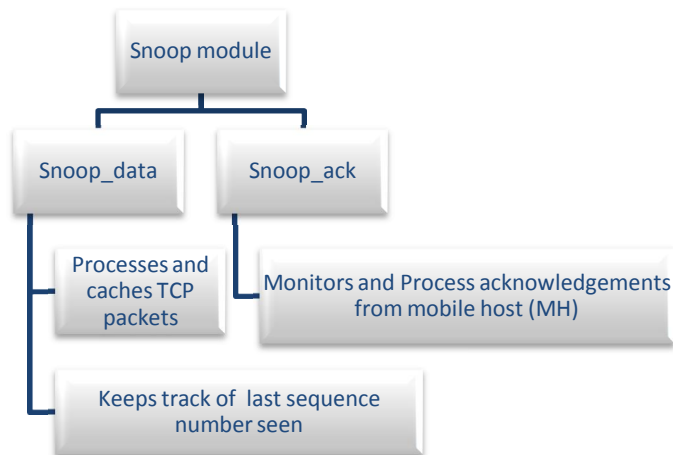 Snoop module
Snoop_data
Snoop_ack
Processes and
caches TCP
packets
Monitors and Process acknowledgements
from mobile host (MH)
Keeps track of last sequence
number seen